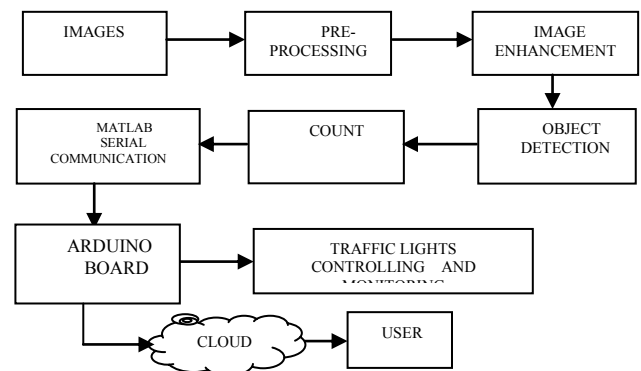 IMAGES
PRE-
PROCESSING
IMAGE
ENHANCEMENT
MATLAB
SERIAL
COMMUNICATION
COUNT
OBJECT
DETECTION
ARDUINO
BOARD
TRAFFIC LIGHTS
CONTROLLING AND
MONITORING
CLOUD
USER